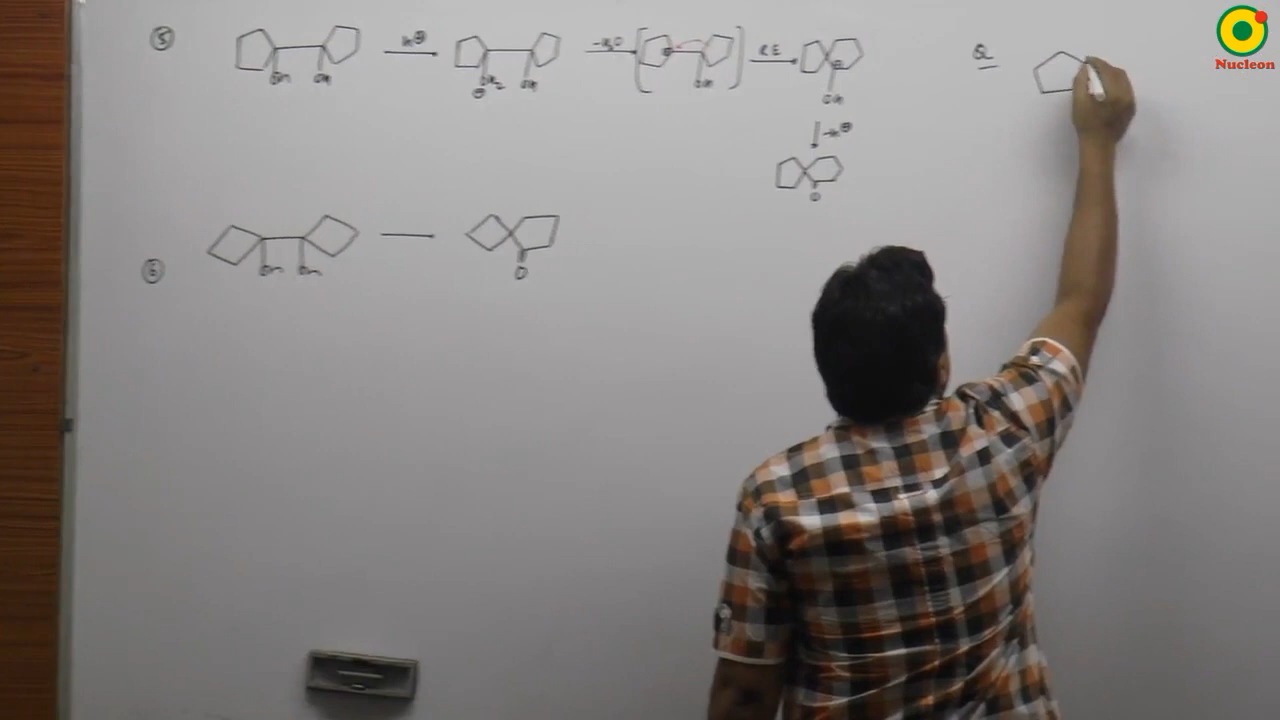 ⑤ OH OH H⊕ OH₂ ⊕ OH -H₂O ⊕ OH R.E ⊕ OH
-H⊕
O
⑥ OH OH O
Q
Nucleon